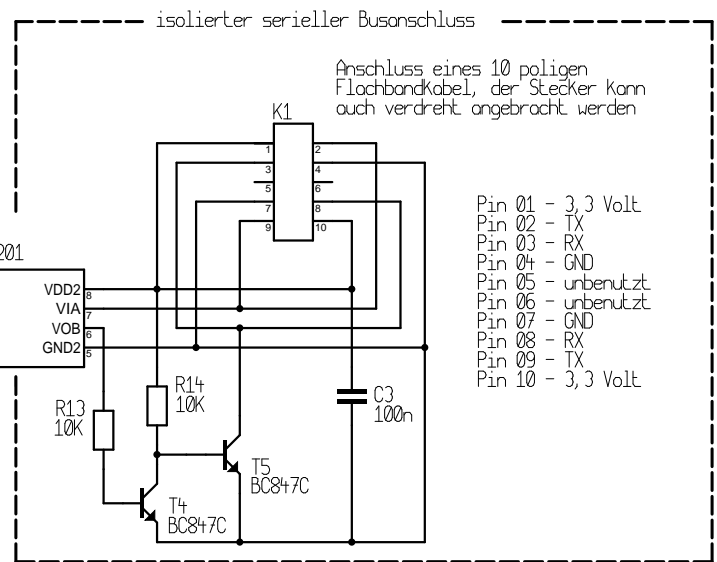 isolierter serieller Busanschluss
Anschluss eines 10 poligen
Flachbandkabel, der Stecker kann
auch verdreht angebracht werden
K1
1
2
3
4
5
6
7
8
9
10
Pin 01 - 3,3 Volt
Pin 02 - TX
Pin 03 - RX
Pin 04 - GND
Pin 05 - unbenutzt
Pin 06 - unbenutzt
Pin 07 - GND
Pin 08 - RX
Pin 09 - TX
Pin 10 - 3,3 Volt
201
VDD2
8
VIA
7
VOB
6
GND2
5
R14
10K
R13
10K
C3
100n
T5
BC847C
T4
BC847C